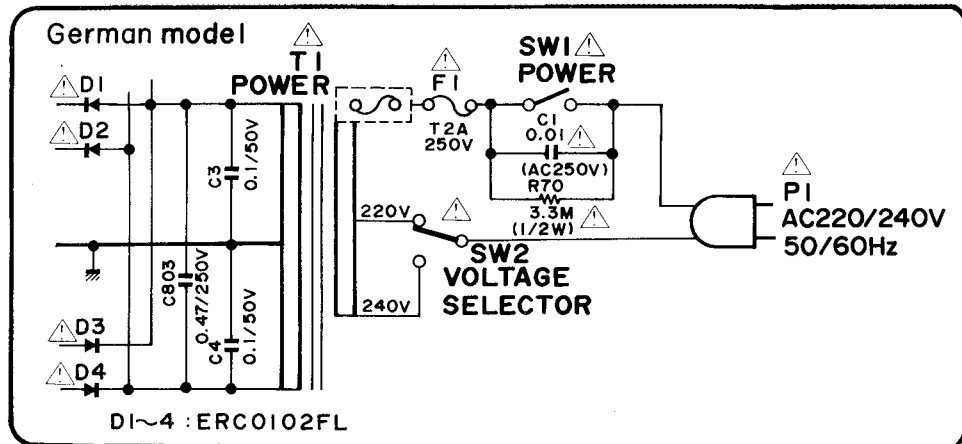 German model
T1
POWER
F1
T2A
250V
SW1
POWER
C1
0.01
(AC250V)
R70
3.3M
(1/2W)
P1
AC220/240V
50/60Hz
D1
D2
C3
0.1/50V
C803
0.47/250V
C4
0.1/50V
220V
SW2
VOLTAGE
SELECTOR
240V
D3
D4
D1~4 : ERC0102FL